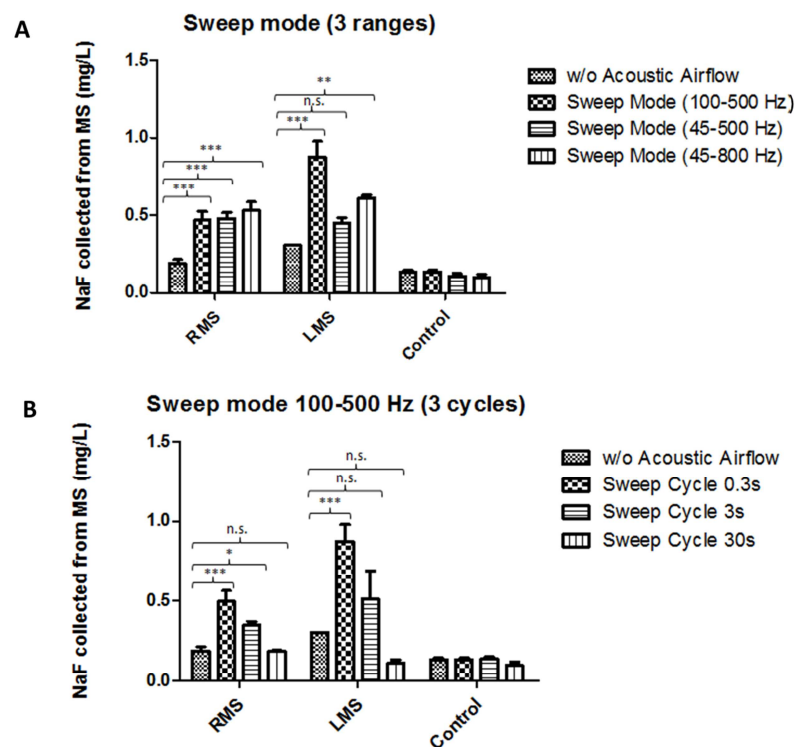 A
Sweep mode (3 ranges)
NaF collected from MS (mg/L)
1.5
1.0
0.5
0.0
***
***
***
***
n.s.
**
RMS
LMS
Control
w/o Acoustic Airflow
Sweep Mode (100-500 Hz)
Sweep Mode (45-500 Hz)
Sweep Mode (45-800 Hz)
B
Sweep mode 100-500 Hz (3 cycles)
NaF collected from MS (mg/L)
1.5
1.0
0.5
0.0
n.s.
*
***
n.s.
n.s.
***
RMS
LMS
Control
w/o Acoustic Airflow
Sweep Cycle 0.3s
Sweep Cycle 3s
Sweep Cycle 30s